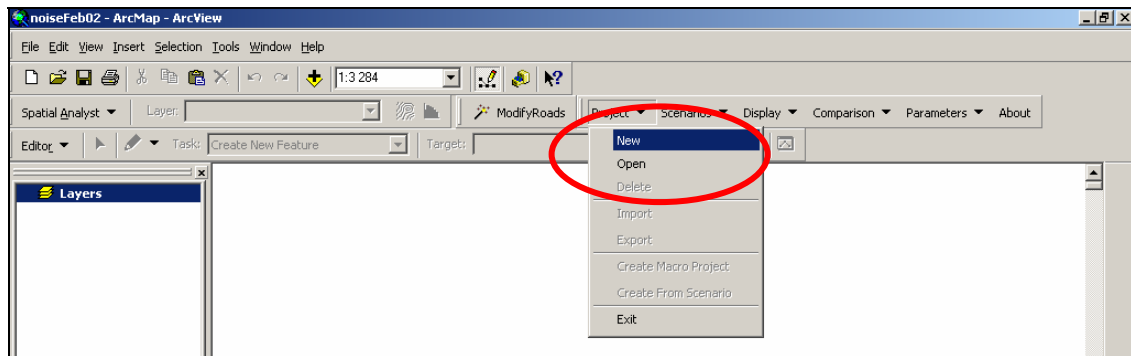 noiseFeb02 - ArcMap - ArcView
File Edit View Insert Selection Tools Window Help
1:3 284
Spatial Analyst Layer: ModifyRoads Project Scenarios Display Comparison Parameters About
Editor Task: Create New Feature Target:
New
Open
Delete
Import
Export
Create Macro Project
Create From Scenario
Exit
Layers